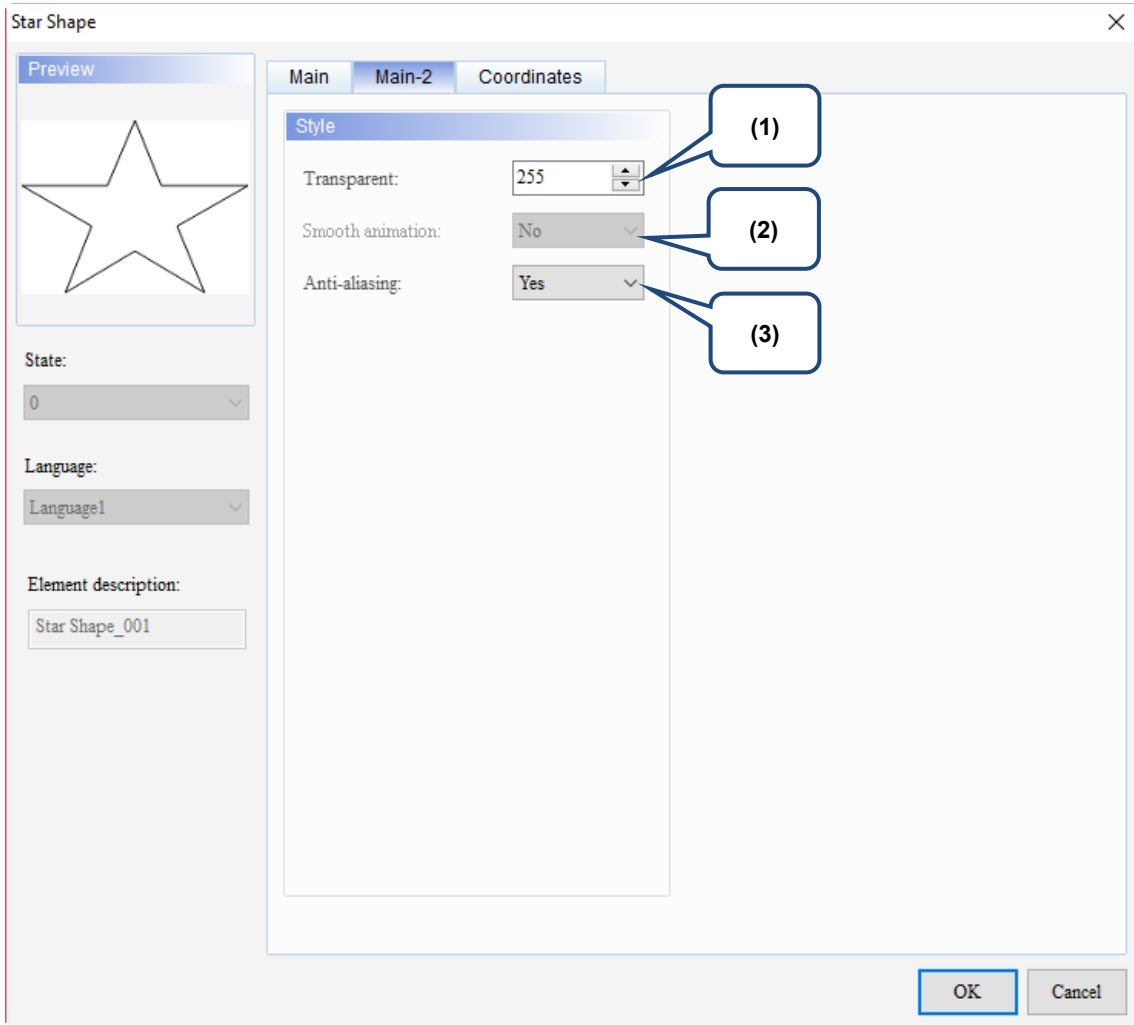 Star Shape
Preview
Main Main-2 Coordinates
Style
(1)
Transparent: 255
Smooth animation: No
(2)
Anti-aliasing: Yes
(3)
State:
0
Language:
Language1
Element description:
Star Shape_001
OK Cancel